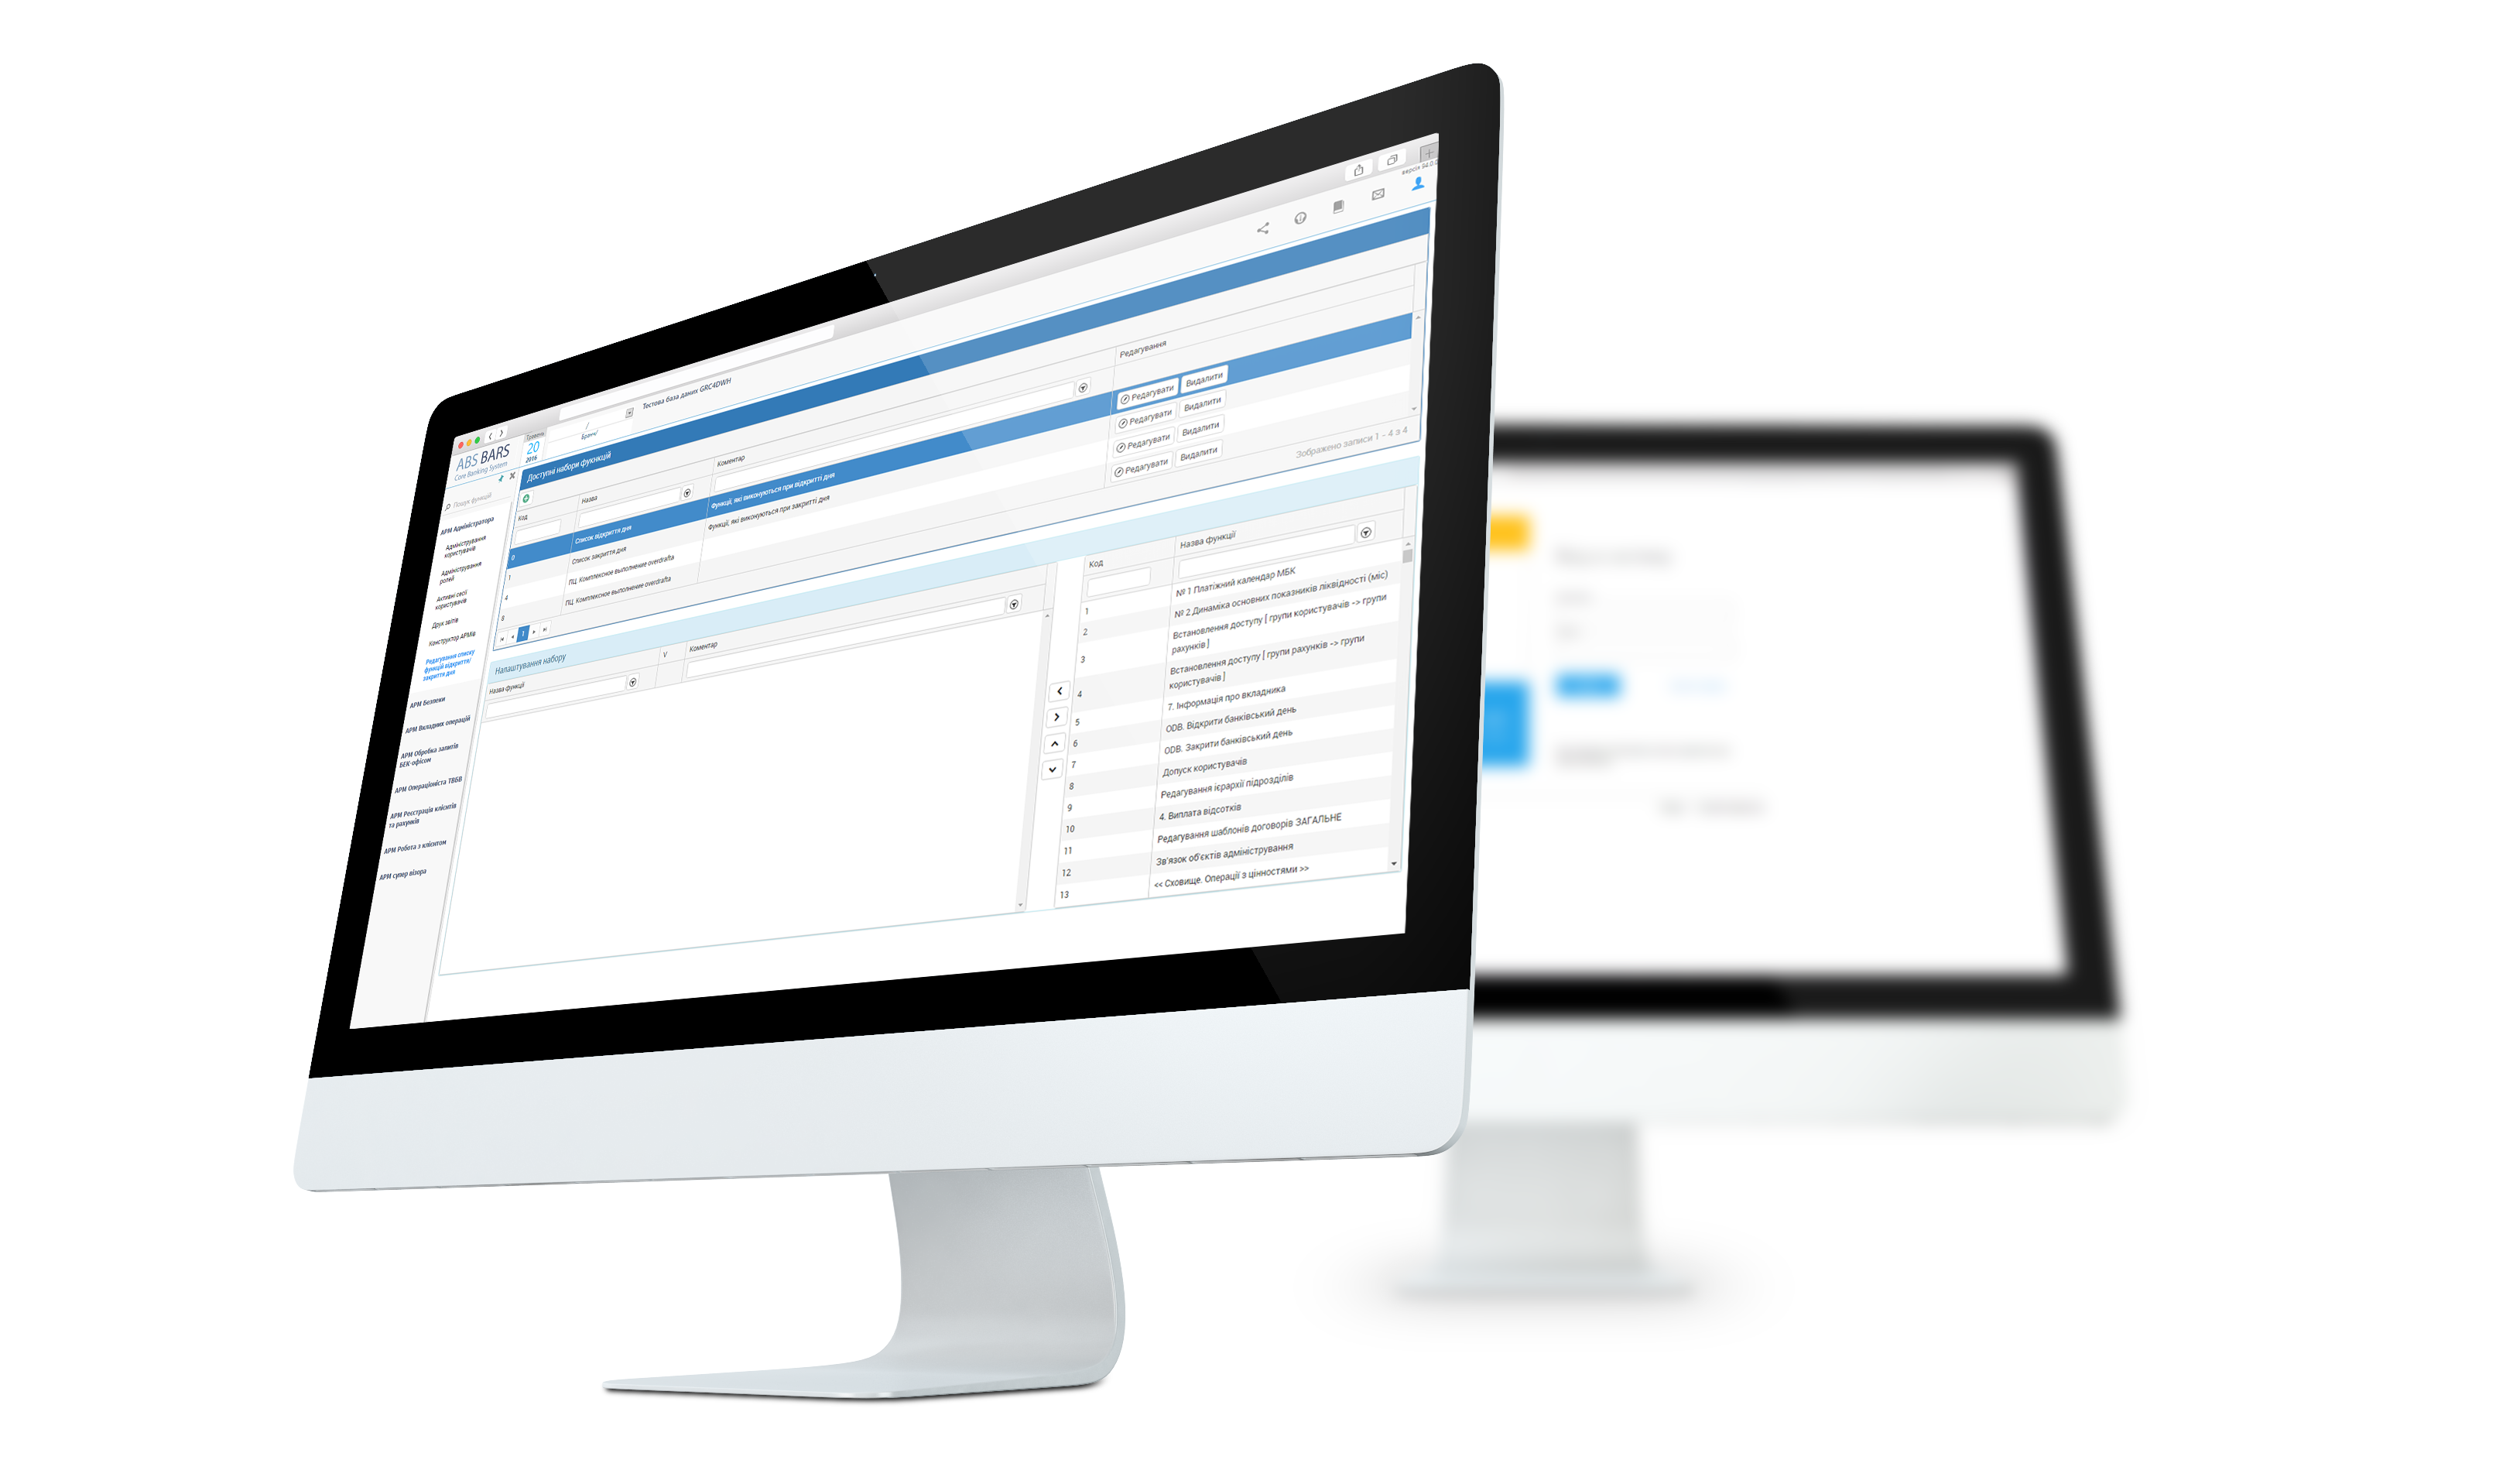 версія 94.0.0
ABS BARS
Core Banking System
Травень
20
2016
/
Бранч/
Тестова база даних GRC4DWH
Пошук функцій
АРМ Адміністратора
Адміністрування
користувачів
Адміністрування
ролей
Активні сесії
користувачів
Друк звітів
Конструктор АРМів
Редагування списку
функцій відкриття/
закриття дня
АРМ Безпеки
АРМ Вкладних операцій
АРМ Обробка запитів
БЕК-офісом
АРМ Операціоніста ТВБВ
АРМ Реєстрація клієнтів
та рахунків
АРМ Робота з клієнтом
АРМ супер візора
Доступні набори функцій
Код Назва Коментар Редагування
0 Список відкриття дня Функції, які виконуються при відкритті дня Редагувати Видалити
1 Список закриття дня Функції, які виконуються при закритті дня Редагувати Видалити
4 ПЦ. Комплексное выполнение overdrafta Редагувати Видалити
8 ПЦ. Комплексное выполнение overdrafta Редагувати Видалити
1
Зображено записи 1 - 4 з 4
Налаштування набору
Назва функції V Коментар
Код Назва функції
1 № 1 Платіжний календар МБК
2 № 2 Динаміка основних показників ліквідності (міс)
3 Встановлення доступу [ групи користувачів -> групи
рахунків ]
4 Встановлення доступу [ групи рахунків -> групи
користувачів ]
5 7. Інформація про вкладника
6 ODB. Відкрити банківський день
7 ODB. Закрити банківський день
8 Допуск користувачів
9 Редагування ієрархії підрозділів
10 4. Виплата відсотків
11 Редагування шаблонів договорів ЗАГАЛЬНЕ
12 Зв'язок об'єктів адміністрування
13 << Сховище. Операції з цінностями >>